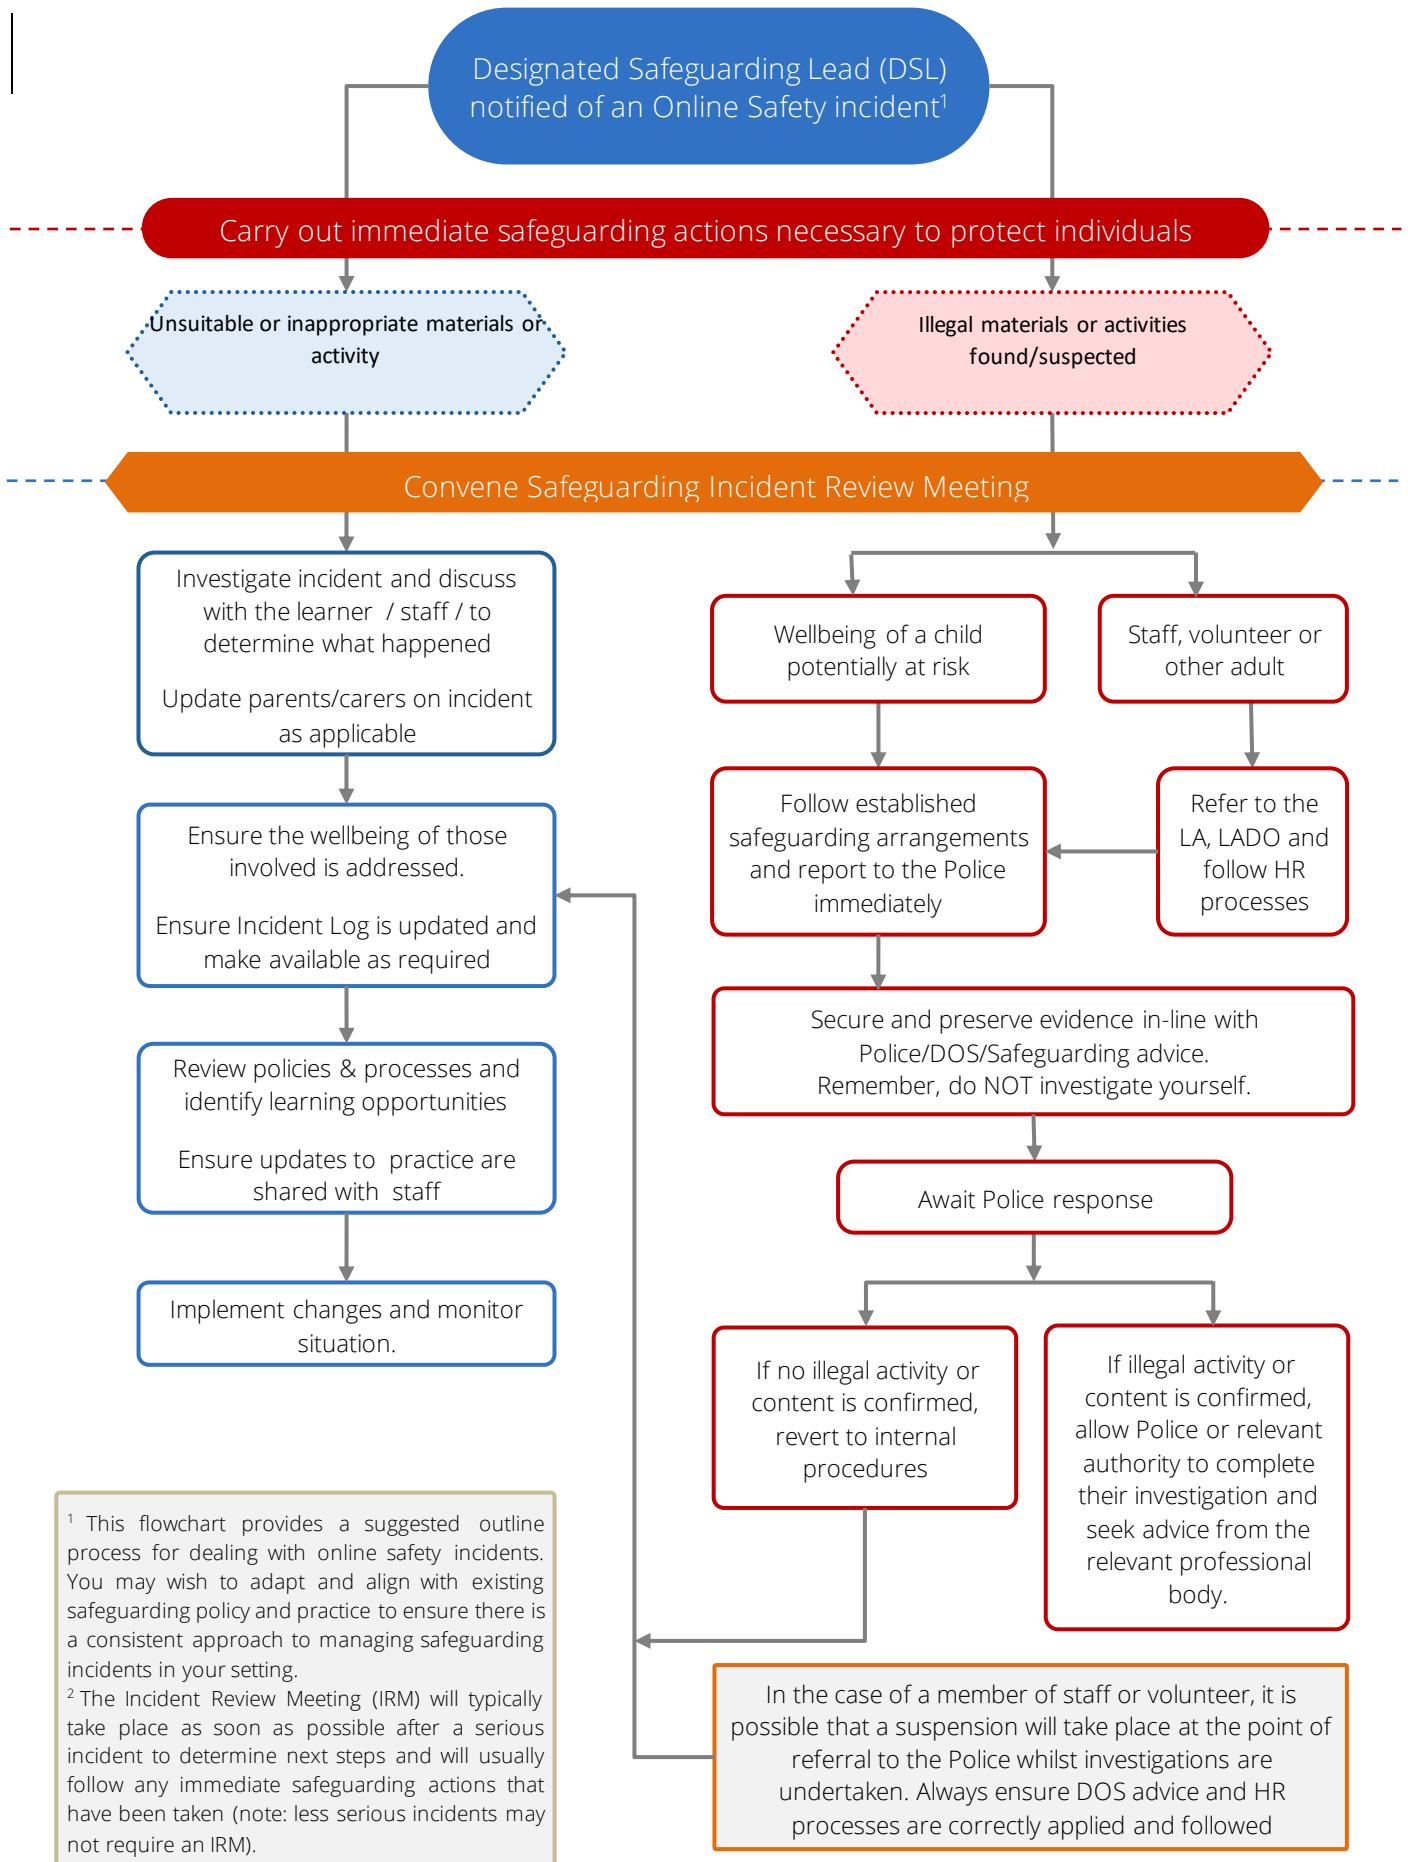 Designated Safeguarding Lead (DSL)
notified of an Online Safety incident¹
Carry out immediate safeguarding actions necessary to protect individuals
Unsuitable or inappropriate materials or
activity
Illegal materials or activities
found/suspected
Convene Safeguarding Incident Review Meeting
Investigate incident and discuss
with the learner / staff / to
determine what happened
Update parents/carers on incident
as applicable
Wellbeing of a child
potentially at risk
Staff, volunteer or
other adult
Ensure the wellbeing of those
involved is addressed.
Ensure Incident Log is updated and
make available as required
Follow established
safeguarding arrangements
and report to the Police
immediately
Refer to the
LA, LADO and
follow HR
processes
Review policies & processes and
identify learning opportunities
Ensure updates to practice are
shared with staff
Secure and preserve evidence in-line with
Police/DOS/Safeguarding advice.
Remember, do NOT investigate yourself.
Await Police response
Implement changes and monitor
situation.
If no illegal activity or
content is confirmed,
revert to internal
procedures
If illegal activity or
content is confirmed,
allow Police or relevant
authority to complete
their investigation and
seek advice from the
relevant professional
body.
¹ This flowchart provides a suggested outline
process for dealing with online safety incidents.
You may wish to adapt and align with existing
safeguarding policy and practice to ensure there is
a consistent approach to managing safeguarding
incidents in your setting.
² The Incident Review Meeting (IRM) will typically
take place as soon as possible after a serious
incident to determine next steps and will usually
follow any immediate safeguarding actions that
have been taken (note: less serious incidents may
not require an IRM).
In the case of a member of staff or volunteer, it is
possible that a suspension will take place at the point of
referral to the Police whilst investigations are
undertaken. Always ensure DOS advice and HR
processes are correctly applied and followed